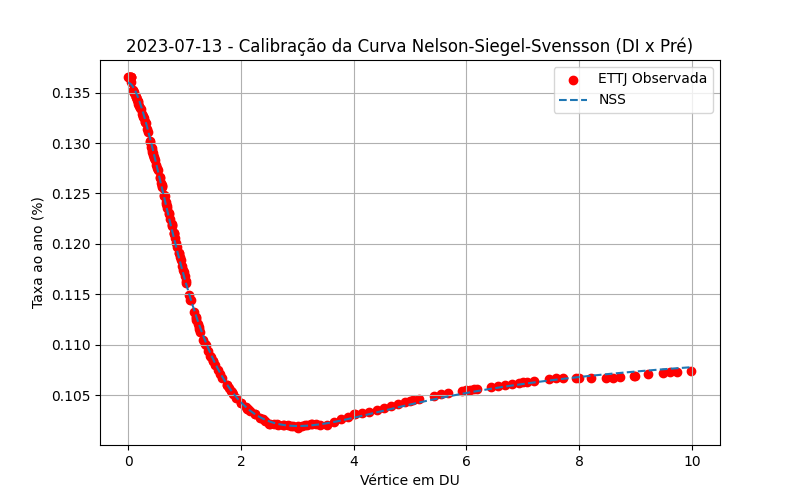 2023-07-13 - Calibração da Curva Nelson-Siegel-Svensson (DI x Pré)
ETTJ Observada
NSS
Taxa ao ano (%)
0.135
0.130
0.125
0.120
0.115
0.110
0.105
0 2 4 6 8 10
Vértice em DU